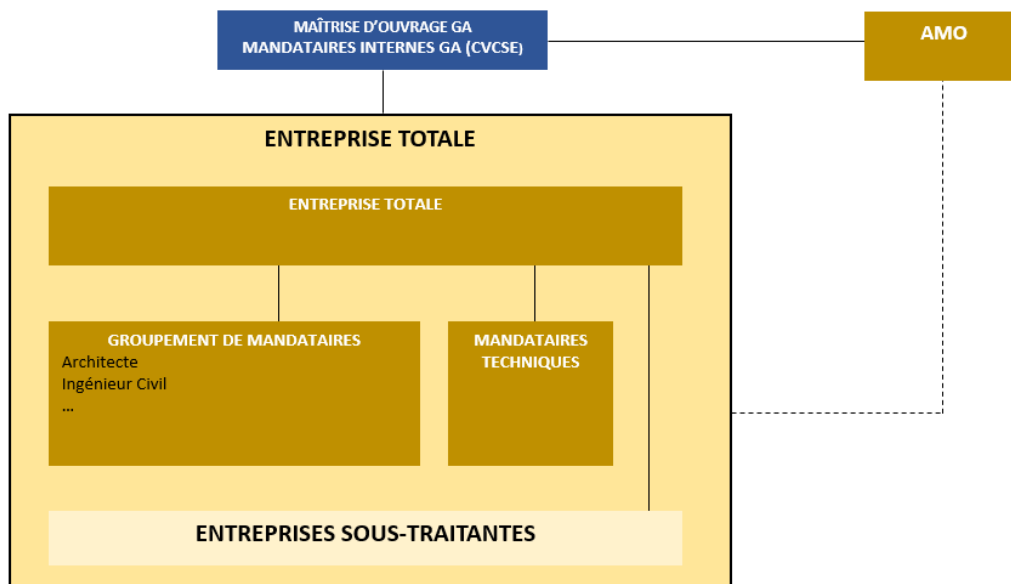 MAÎTRISE D'OUVRAGE GA
MANDATAIRES INTERNES GA (CVCSE)
AMO
ENTREPRISE TOTALE
ENTREPRISE TOTALE
GROUPEMENT DE MANDATAIRES
Architecte
Ingénieur Civil
...
MANDATAIRES
TECHNIQUES
ENTREPRISES SOUS-TRAITANTES